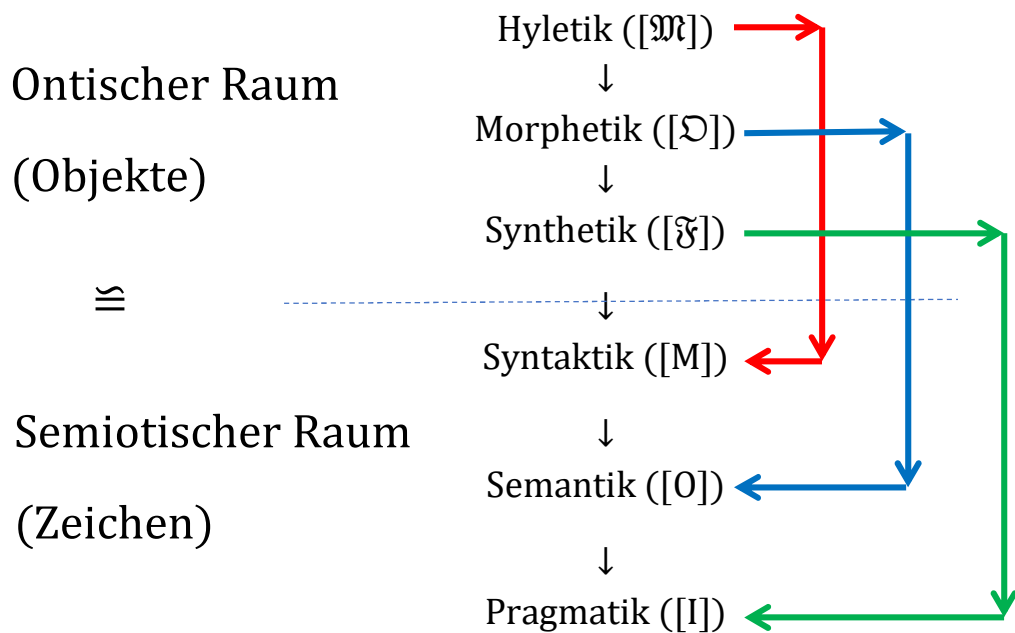 Hyletik ([𝔐])
↓
Ontischer Raum
Morphetik ([𝔒])
(Objekte)
↓
Synthetik ([𝔉])
≌
↓
Syntaktik ([M])
Semiotischer Raum
↓
Semantik ([O])
(Zeichen)
↓
Pragmatik ([I])